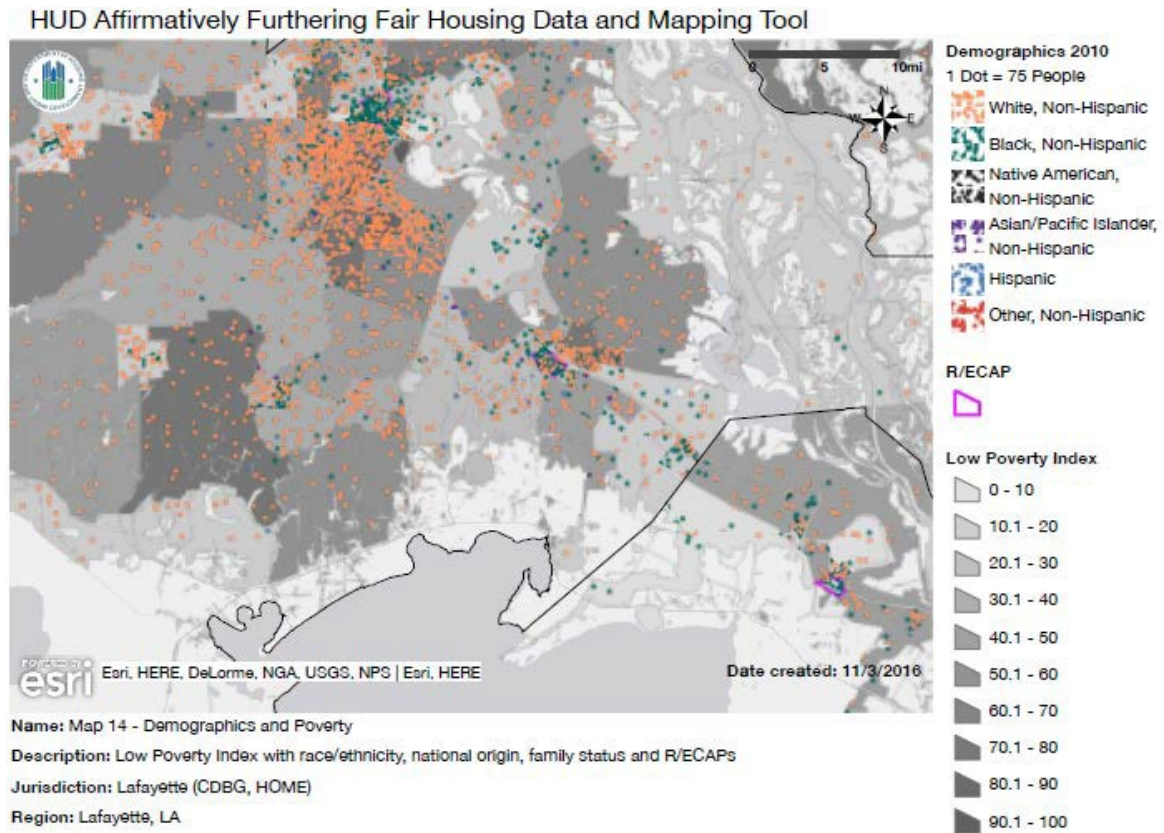 HUD Affirmatively Furthering Fair Housing Data and Mapping Tool
0 5 10mi
N
W E
S
Demographics 2010
1 Dot = 75 People
White, Non-Hispanic
Black, Non-Hispanic
Native American,
Non-Hispanic
Asian/Pacific Islander,
Non-Hispanic
Hispanic
Other, Non-Hispanic
R/ECAP
Low Poverty Index
0 - 10
10.1 - 20
20.1 - 30
30.1 - 40
40.1 - 50
50.1 - 60
60.1 - 70
70.1 - 80
80.1 - 90
90.1 - 100
POWERED BY
esri
Esri, HERE, DeLorme, NGA, USGS, NPS | Esri, HERE
Date created: 11/3/2016
Name: Map 14 - Demographics and Poverty
Description: Low Poverty Index with race/ethnicity, national origin, family status and R/ECAPs
Jurisdiction: Lafayette (CDBG, HOME)
Region: Lafayette, LA